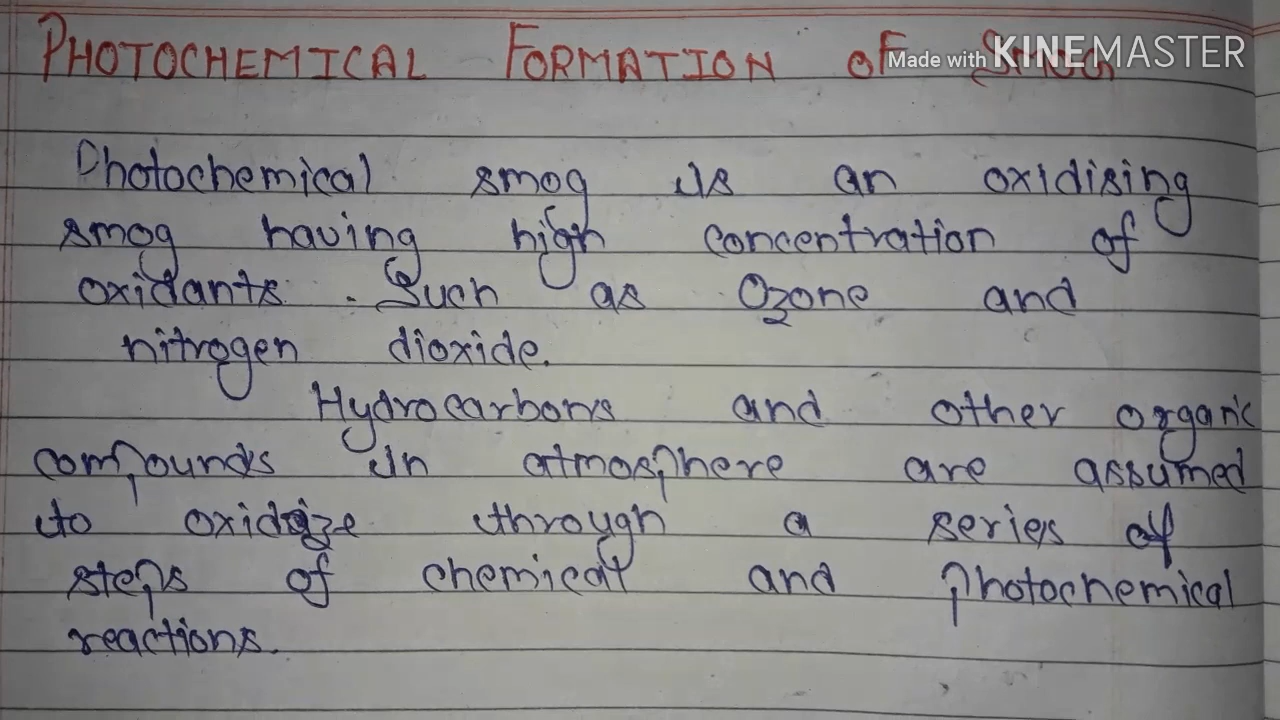 PHOTOCHEMICAL FORMATION OF SMOG
Made with KINEMASTER
Photochemical smog is an oxidising
smog having high concentration of
oxidants. Such as Ozone and
nitrogen dioxide.
Hydrocarbons and other organic
compounds in atmosphere are assumed
to oxidize through a series of
steps of chemical and photochemical
reactions.